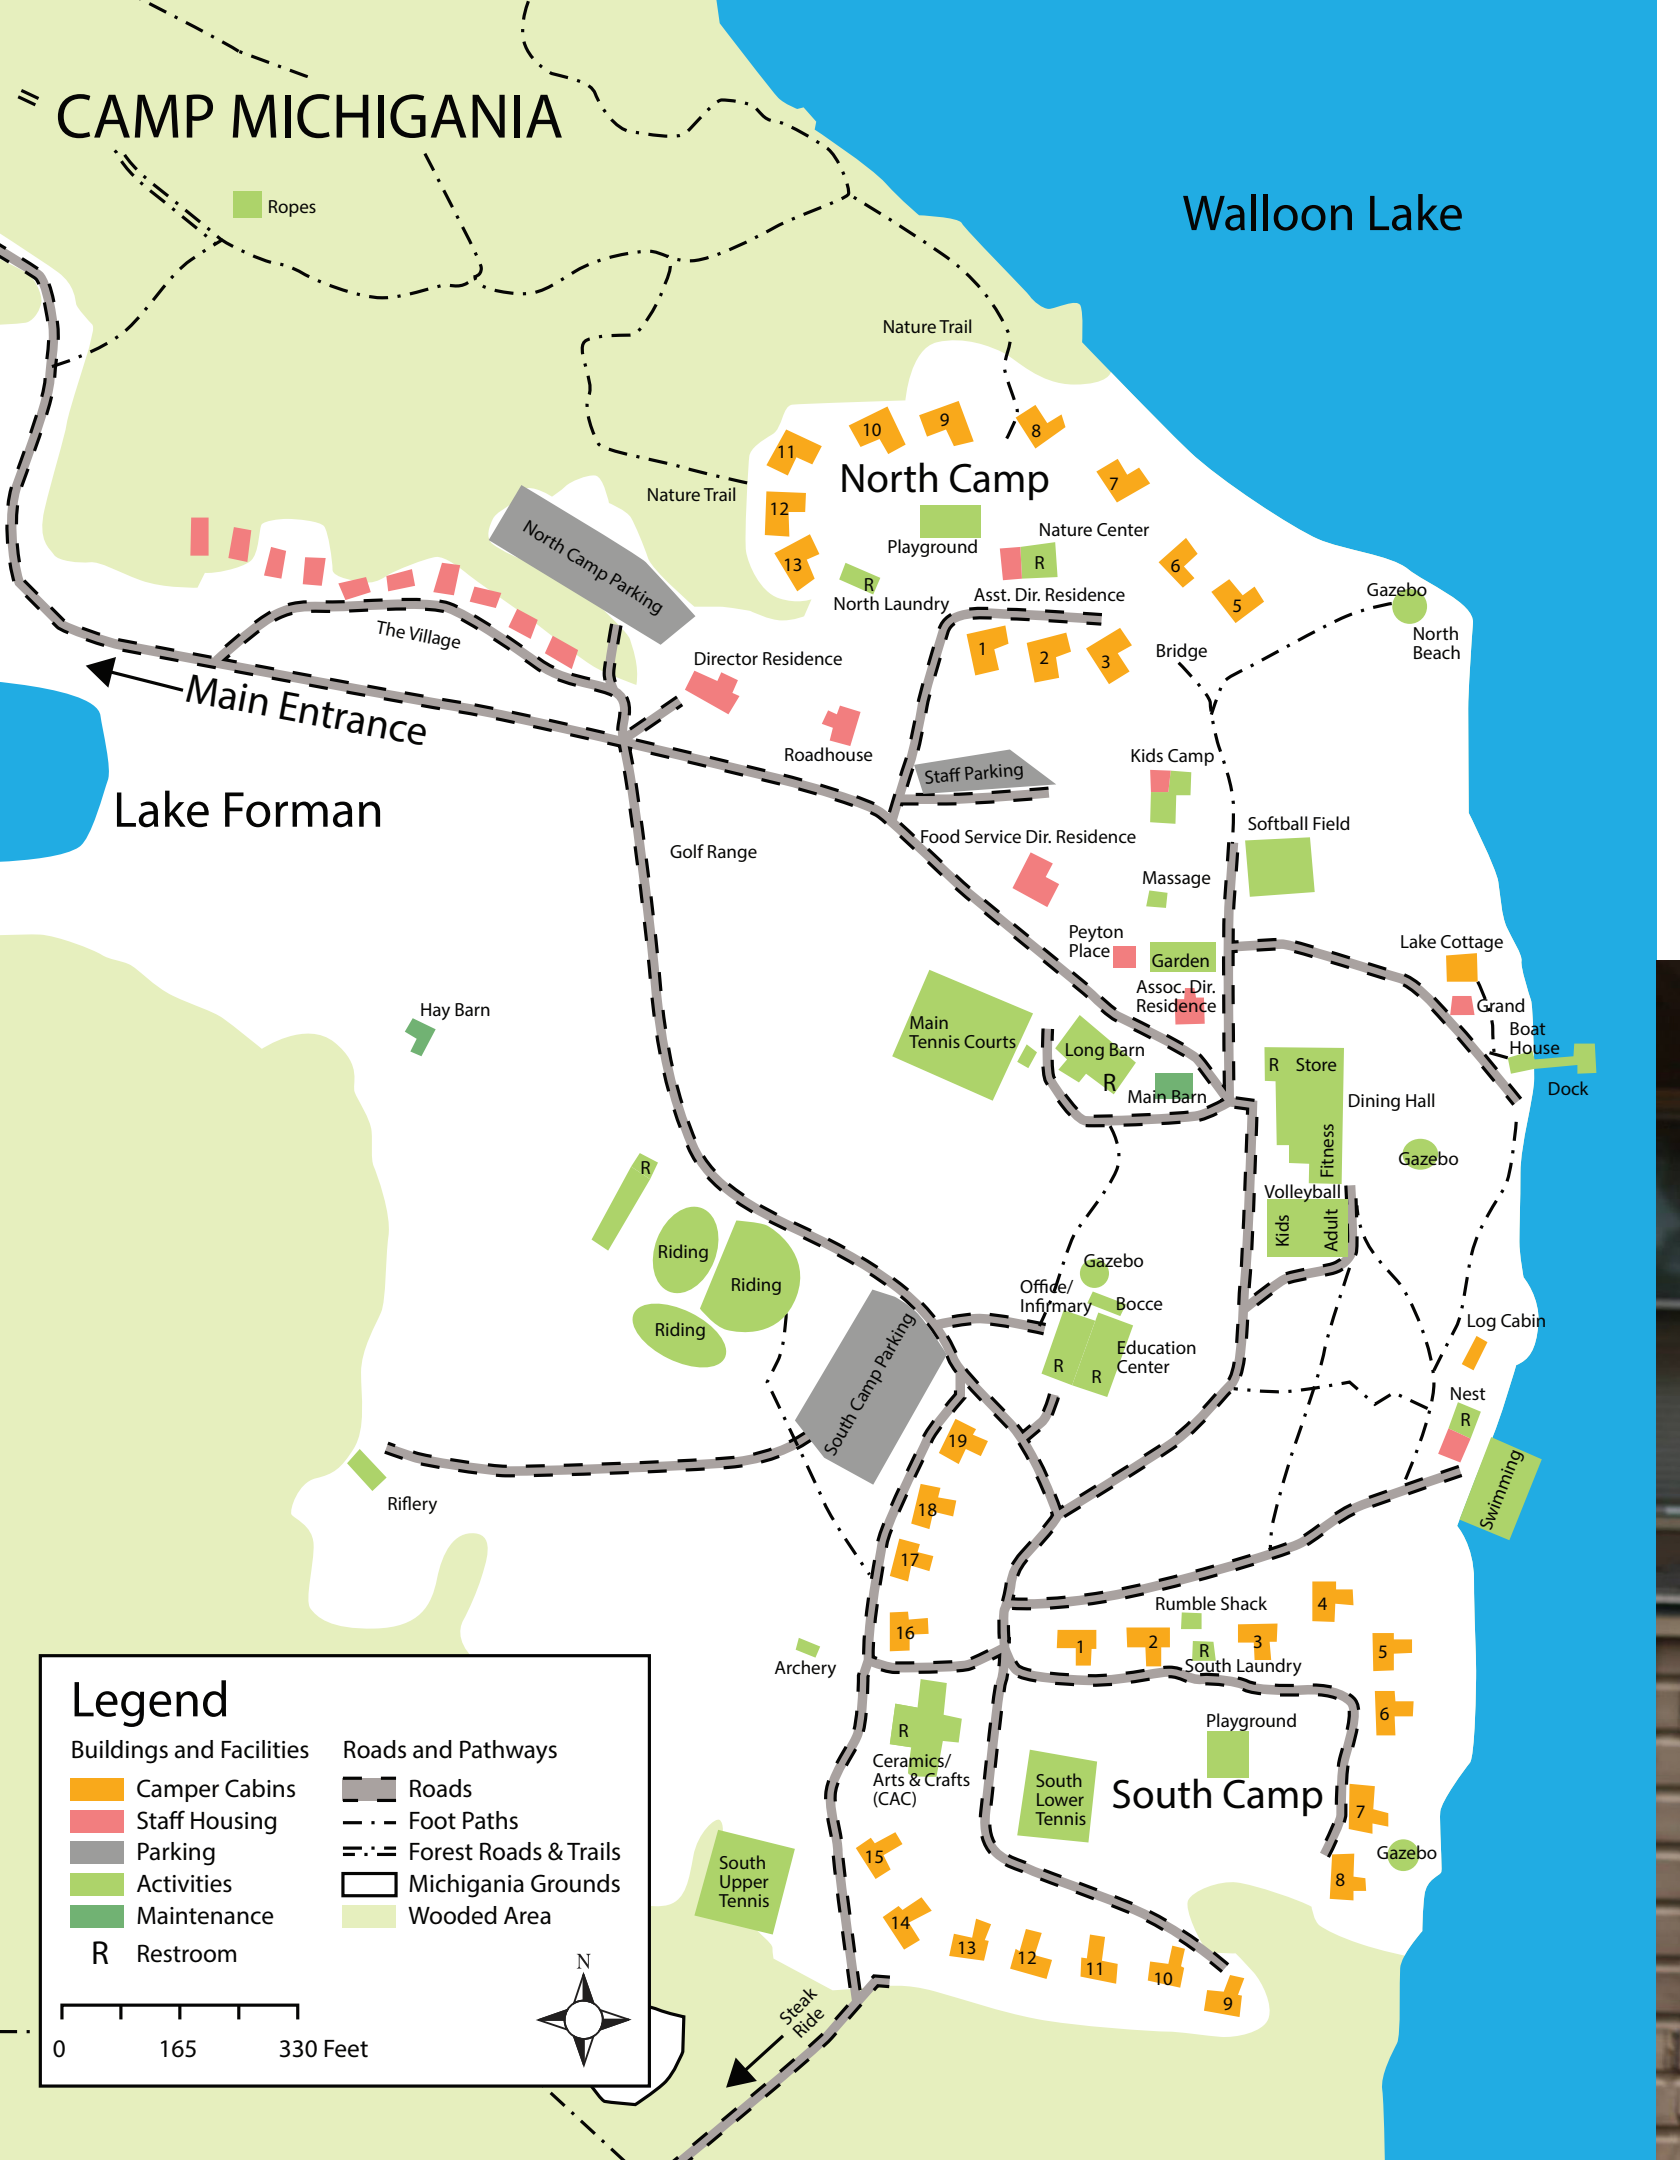 CAMP MICHIGANIA
Ropes
Walloon Lake
Nature Trail
10
9
8
11
North Camp
7
Nature Trail
12
North Camp Parking
Playground
Nature Center
13
R
R
6
North Laundry
Asst. Dir. Residence
5
Gazebo
North
Beach
The Village
1
2
3
Bridge
Director Residence
Main Entrance
Roadhouse
Staff Parking
Kids Camp
Lake Forman
Golf Range
Food Service Dir. Residence
Softball Field
Massage
Peyton
Place
Garden
Lake Cottage
Assoc. Dir.
Residence
Grand
Hay Barn
Main
Tennis Courts
Long Barn
R
Main Barn
R
Store
Boat
House
Dock
Dining Hall
Fitness
Gazebo
R
Volleyball
Kids
Adult
Riding
Riding
Riding
Gazebo
Office/
Infirmary
Bocce
R
R
Education
Center
Log Cabin
South Camp Parking
Nest
R
19
Swimming
Riflery
18
17
16
Rumble Shack
4
1
2
R
3
South Laundry
5
6
Archery
R
Ceramics/
Arts & Crafts
(CAC)
Playground
South
Lower
Tennis
South Camp
7
Gazebo
8
15
South
Upper
Tennis
14
13
12
11
10
9
Steak
Ride
Legend
Buildings and Facilities
Camper Cabins
Staff Housing
Parking
Activities
Maintenance
R Restroom
Roads and Pathways
Roads
Foot Paths
Forest Roads & Trails
Michigania Grounds
Wooded Area
N
0 165 330 Feet